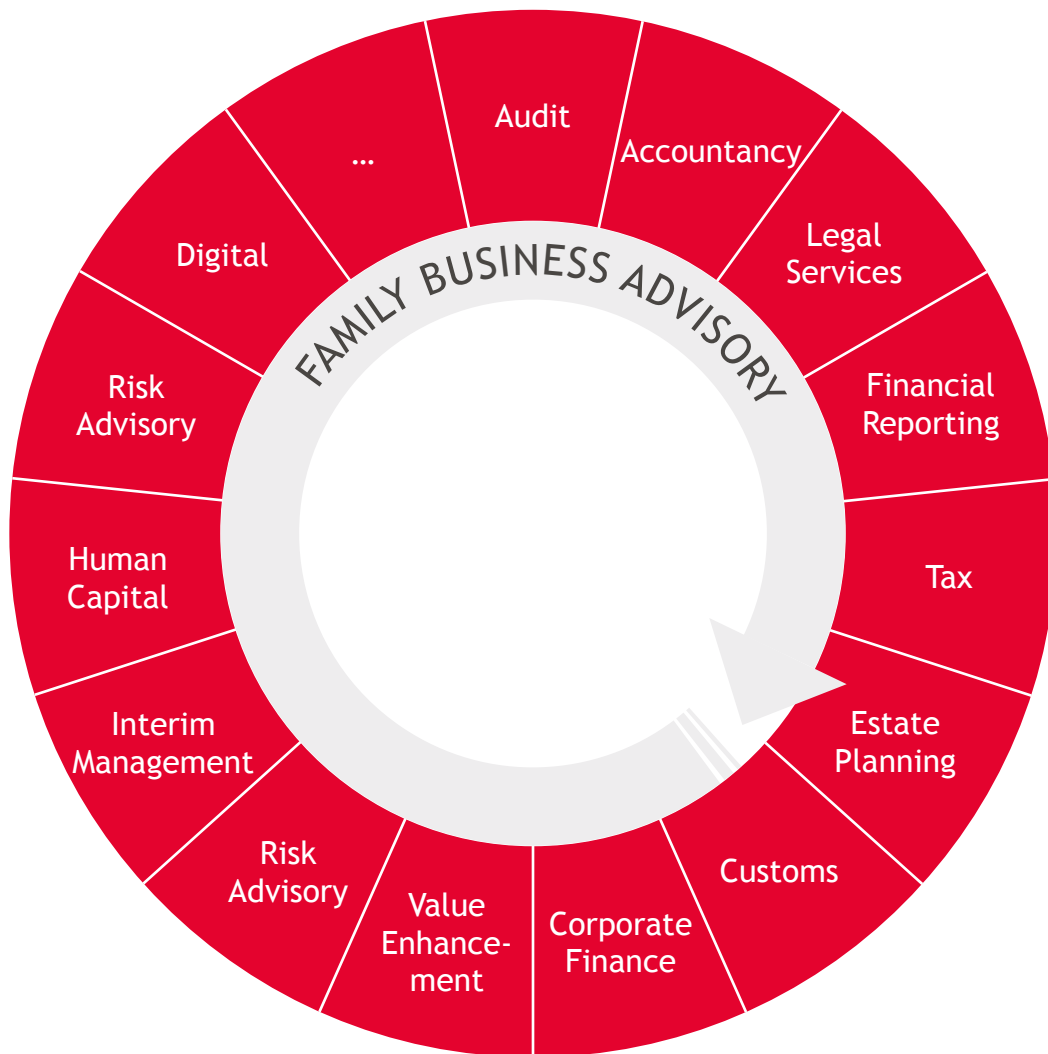 Audit
Accountancy
Legal
Services
Financial
Reporting
Tax
Estate
Planning
Customs
Corporate
Finance
Value
Enhance-
ment
Risk
Advisory
Interim
Management
Human
Capital
Risk
Advisory
Digital
...
FAMILY BUSINESS ADVISORY